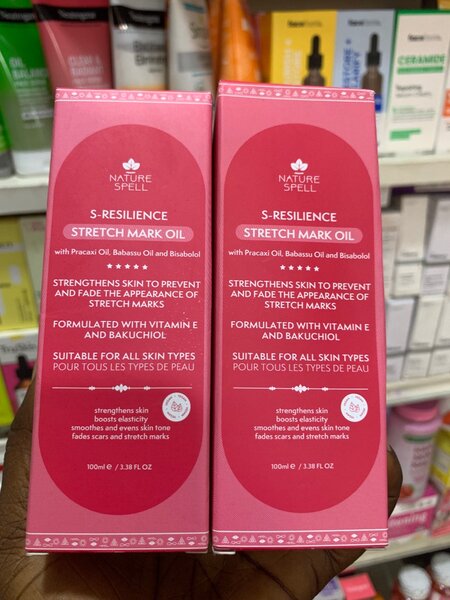 Neutrogena
OIL
BALANCE
CLEAR &
Neutrogena
CERAMIDE
NATURE
SPELL
S-RESILIENCE
STRETCH MARK OIL
with Pracaxi Oil, Babassu Oil and Bisabolol
STRENGTHENS SKIN TO PREVENT
AND FADE THE APPEARANCE OF
STRETCH MARKS
FORMULATED WITH VITAMIN E
AND BAKUCHIOL
SUITABLE FOR ALL SKIN TYPES
POUR TOUS LES TYPES DE PEAU
strengthens skin
boosts elasticity
smoothes and evens skin tone
fades scars and stretch marks
100ml e / 3.38 FL OZ
NATURE
SPELL
S-RESILIENCE
STRETCH MARK OIL
with Pracaxi Oil, Babassu Oil and Bisabolol
STRENGTHENS SKIN TO PREVENT
AND FADE THE APPEARANCE OF
STRETCH MARKS
FORMULATED WITH VITAMIN E
AND BAKUCHIOL
SUITABLE FOR ALL SKIN TYPES
POUR TOUS LES TYPES DE PEAU
strengthens skin
boosts elasticity
smoothes and evens skin tone
fades scars and stretch marks
100ml e / 3.38 FL OZ